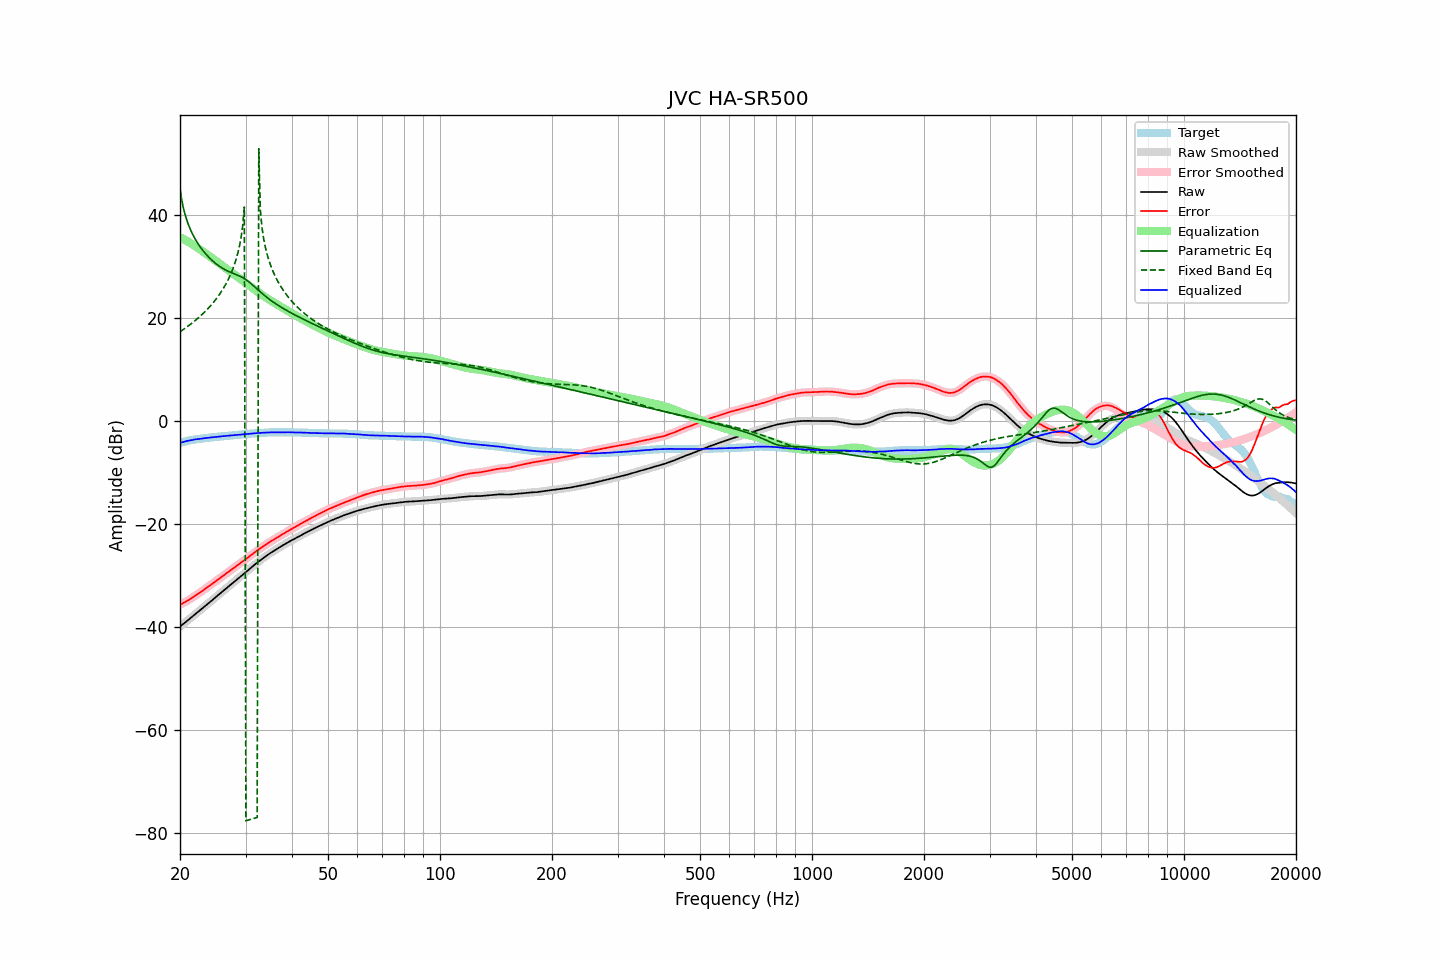 JVC HA-SR500
Target
Raw Smoothed
Error Smoothed
Raw
Error
Equalization
Parametric Eq
Fixed Band Eq
Equalized
Amplitude (dBr)
40
20
0
−20
−40
−60
−80
20 50 100 200 500 1000 2000 5000 10000 20000
Frequency (Hz)